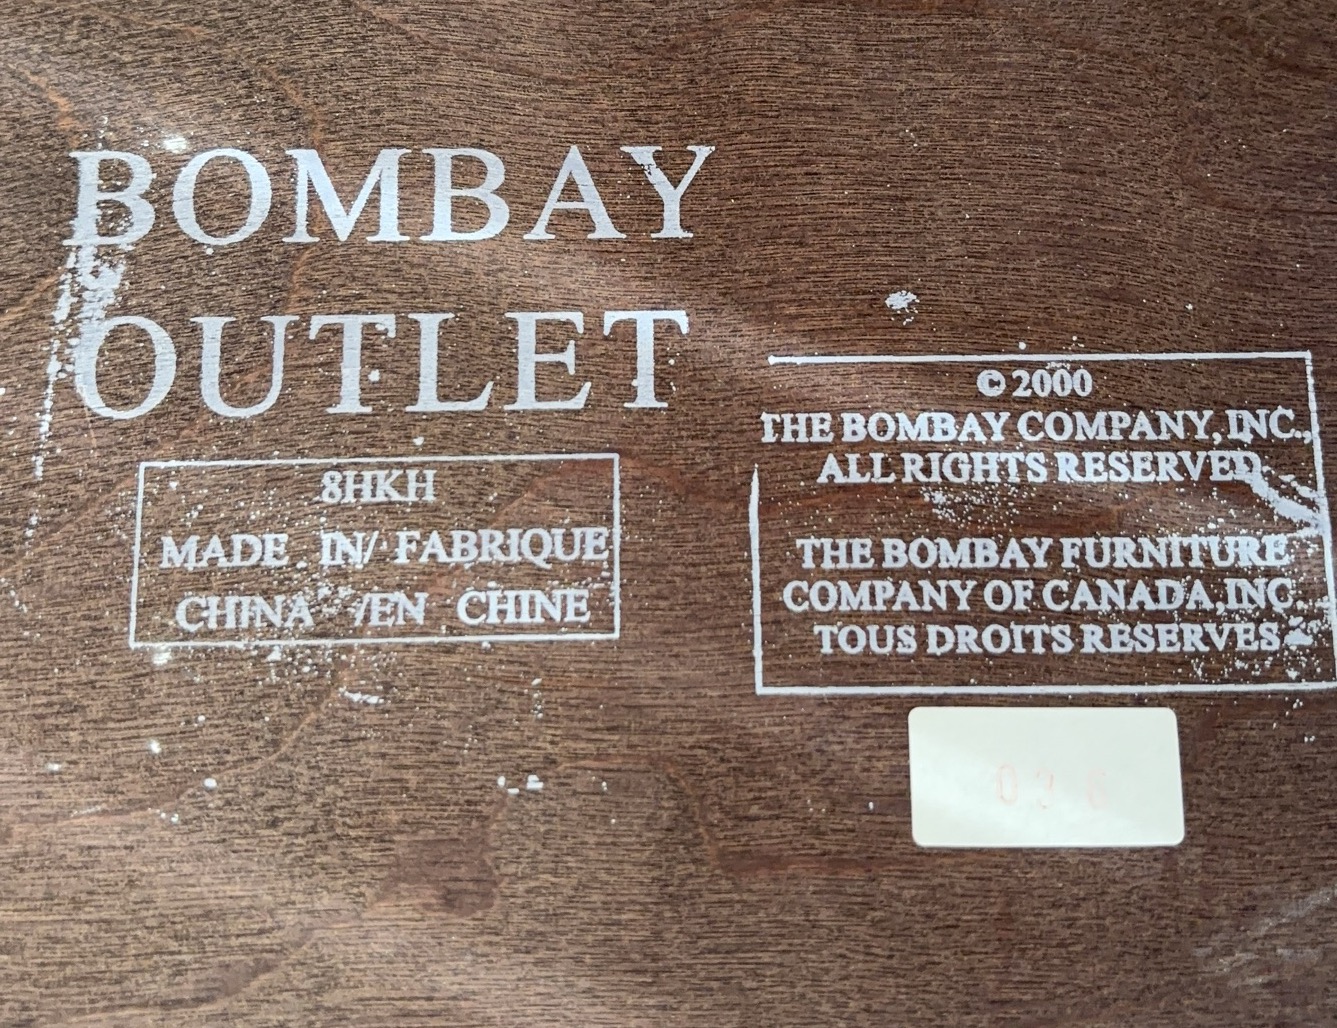 BOMBAY
OUTLET
8HKH
MADE IN/ FABRIQUE
CHINA /EN CHINE
© 2000
THE BOMBAY COMPANY, INC.,
ALL RIGHTS RESERVED
THE BOMBAY FURNITURE
COMPANY OF CANADA,INC.
TOUS DROITS RESERVES